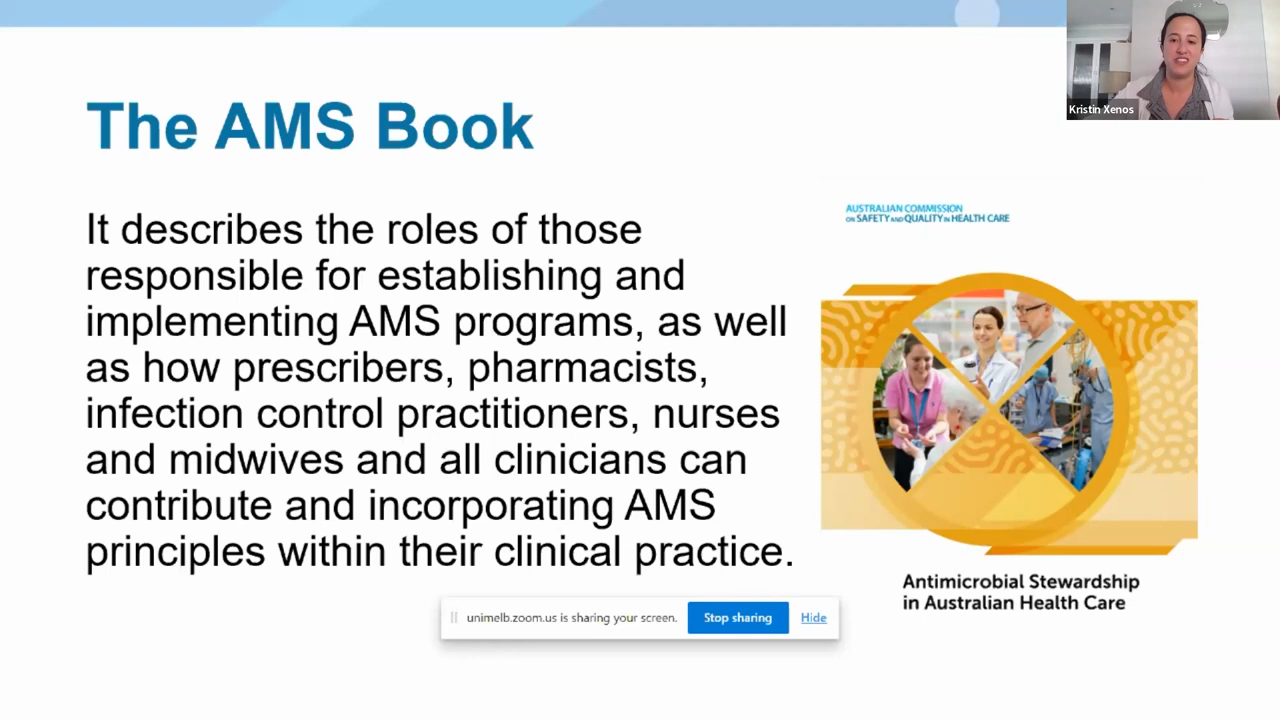 The AMS Book
Kristin Xenos
It describes the roles of those
responsible for establishing and
implementing AMS programs, as well
as how prescribers, pharmacists,
infection control practitioners, nurses
and midwives and all clinicians can
contribute and incorporating AMS
principles within their clinical practice.
AUSTRALIAN COMMISSION
ON SAFETY AND QUALITY IN HEALTH CARE
Antimicrobial Stewardship
in Australian Health Care
unimelb.zoom.us is sharing your screen.
Stop sharing
Hide